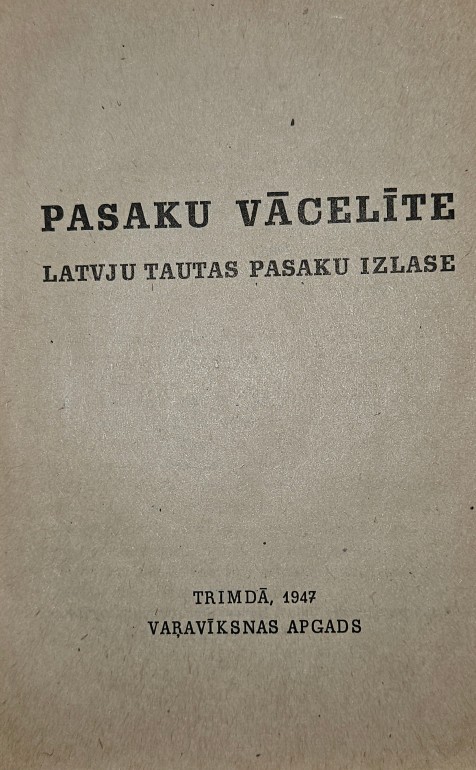 PASAKU VĀCELĪTE
LATVJU TAUTAS PASAKU IZLASE
TRIMDĀ, 1947
VAŖAVĪKSNAS APGADS